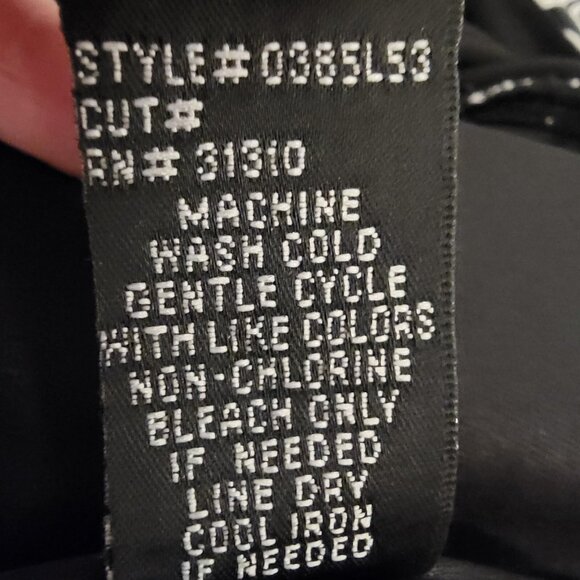 STYLE# 0385L53
CUT#
RN# 31310
MACHINE
WASH COLD
GENTLE CYCLE
WITH LIKE COLORS
NON-CHLORINE
BLEACH ONLY
IF NEEDED
LINE DRY
COOL IRON
IF NEEDED